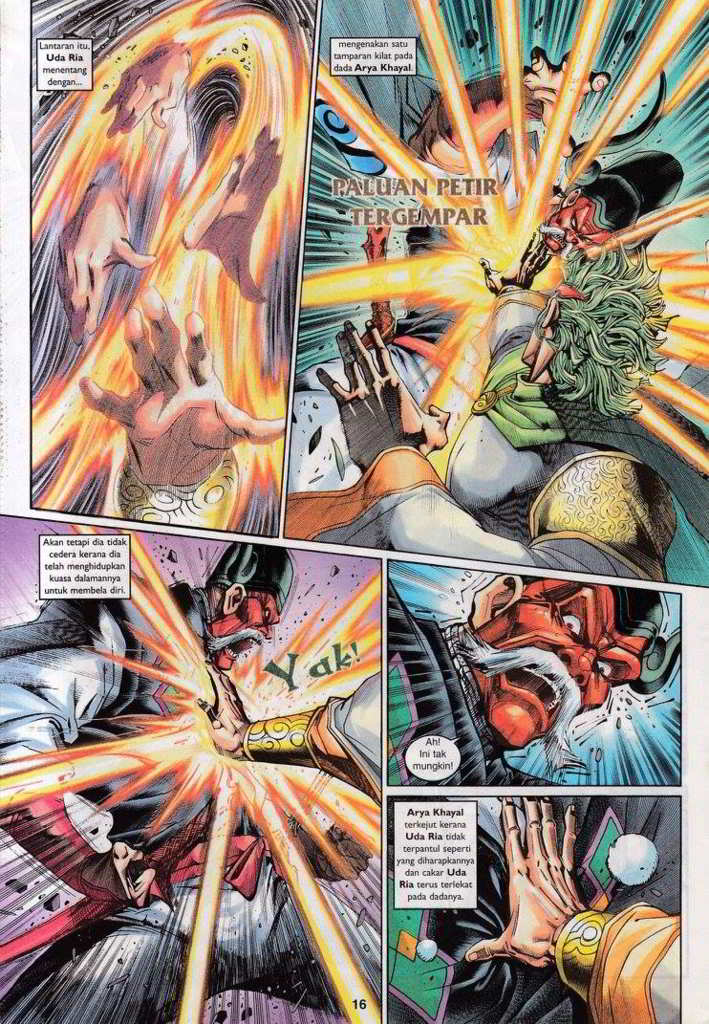 Lantaran itu,
Uda Ria
menentang
dengan...
mengenakan satu
tamparan kilat pada
dada Arya Khayal.
PALUAN PETIR
TERGEMPAR
Akan tetapi dia tidak
cedera kerana dia
telah menghidupkan
kuasa dalamannya
untuk membela diri.
Yak!
Ah!
Ini tak
mungkin!
Arya Khayal
terkejut kerana
Uda Ria tidak
terpantul seperti
yang diharapkannya
dan cakar Uda
Ria terus terlekat
pada dadanya.
16